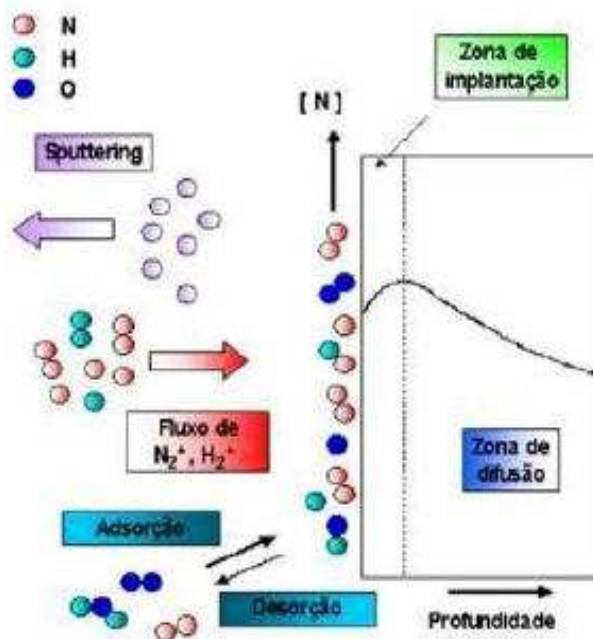 N
H
O
Zona de
implantação
[ N ]
Sputtering
Fluxo de
N₂⁺, H₂⁺
Zona de
difusão
Adsorção
Desorção
Profundidade